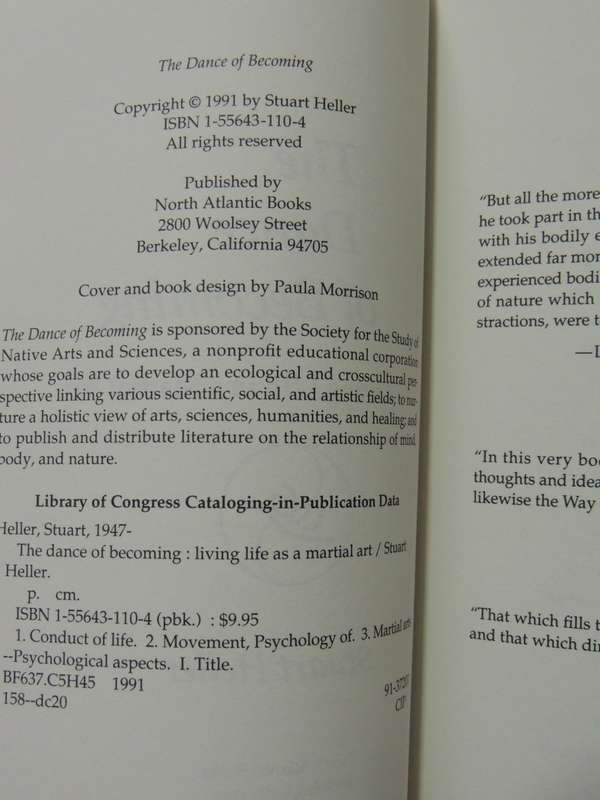 The Dance of Becoming
Copyright © 1991 by Stuart Heller
ISBN 1-55643-110-4
All rights reserved
Published by
North Atlantic Books
2800 Woolsey Street
Berkeley, California 94705
Cover and book design by Paula Morrison
The Dance of Becoming is sponsored by the Society for the Study of
Native Arts and Sciences, a nonprofit educational corporation
whose goals are to develop an ecological and crosscultural per-
spective linking various scientific, social, and artistic fields; to nur-
ture a holistic view of arts, sciences, humanities, and healing; and
to publish and distribute literature on the relationship of mind,
body, and nature.
Library of Congress Cataloging-in-Publication Data
Heller, Stuart, 1947-
The dance of becoming : living life as a martial art / Stuart
Heller.
p. cm.
ISBN 1-55643-110-4 (pbk.) : $9.95
1. Conduct of life. 2. Movement, Psychology of. 3. Martial arts
--Psychological aspects. I. Title.
BF637.C5H45 1991
158--dc20
CIP
"But all the more
he took part in th
with his bodily e
extended far mor
experienced bodi
of nature which
stractions, were t
"In this very bo
thoughts and idea
likewise the Way
"That which fills t
and that which dir